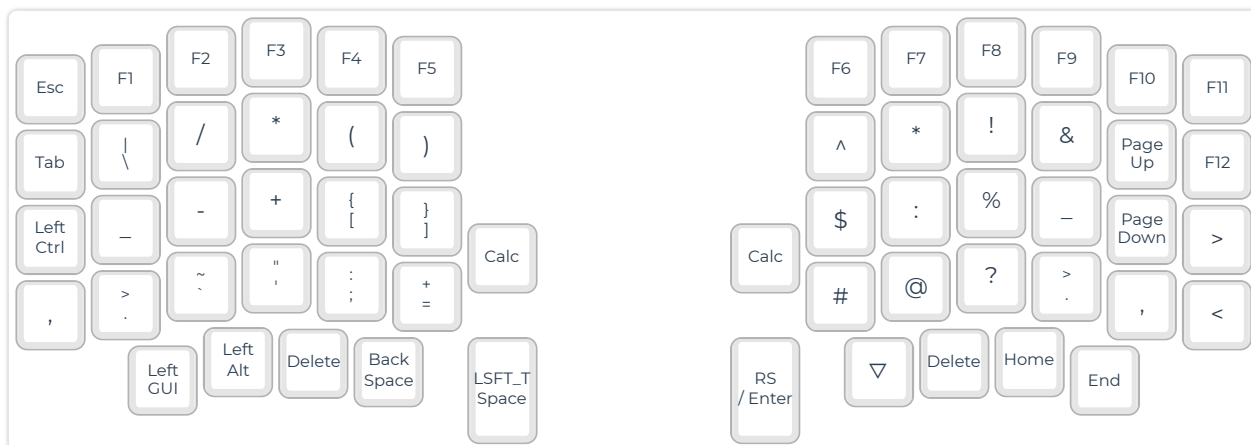 Esc
F1
F2
F3
F4
F5
F6
F7
F8
F9
F10
F11
Tab
|
\
/
*
(
)
^
*
!
&
Page
Up
F12
Left
Ctrl
_
-
+
{
[
}
]
Calc
Calc
$
:
%
_
Page
Down
>
,
>
.
~
`
"
'
:
;
+
=
#
@
?
>
.
,
<
Left
GUI
Left
Alt
Delete
Back
Space
LSFT_T
Space
RS
/ Enter
▽
Delete
Home
End